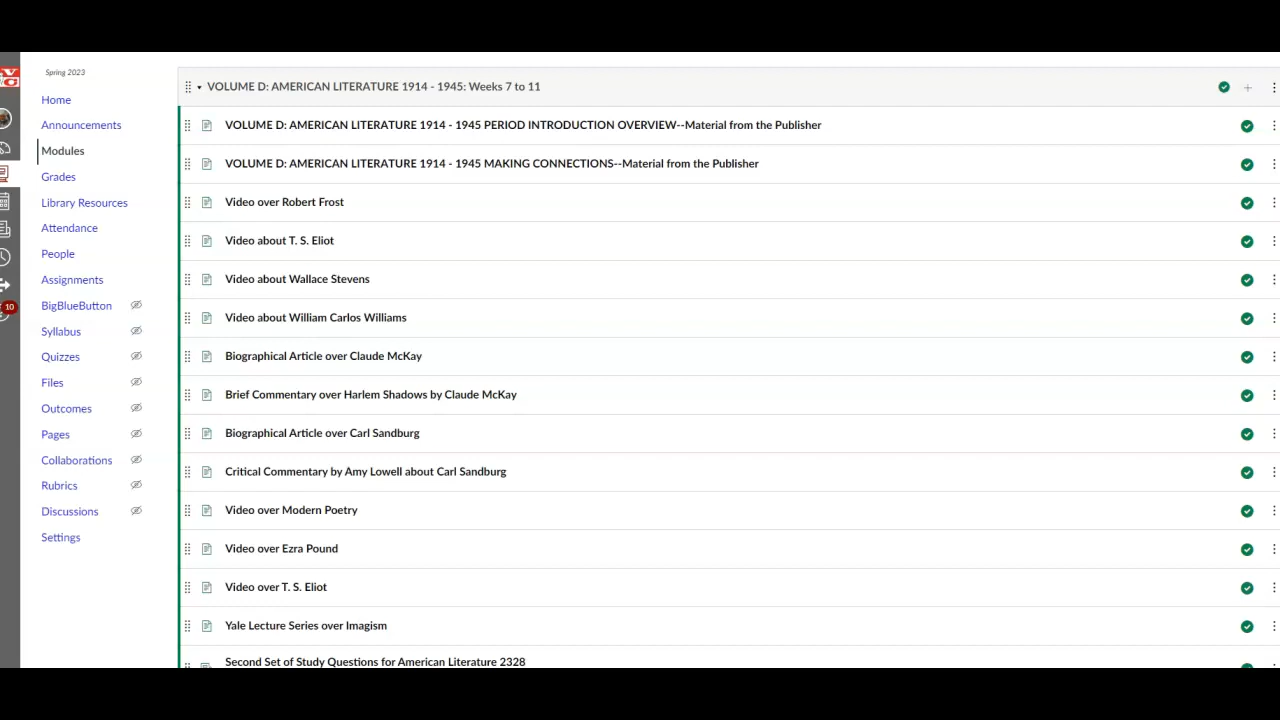 Spring 2023
Home
Announcements
Modules
Grades
Library Resources
Attendance
People
Assignments
BigBlueButton
Syllabus
Quizzes
Files
Outcomes
Pages
Collaborations
Rubrics
Discussions
Settings
10
VOLUME D: AMERICAN LITERATURE 1914 - 1945: Weeks 7 to 11
VOLUME D: AMERICAN LITERATURE 1914 - 1945 PERIOD INTRODUCTION OVERVIEW--Material from the Publisher
VOLUME D: AMERICAN LITERATURE 1914 - 1945 MAKING CONNECTIONS--Material from the Publisher
Video over Robert Frost
Video about T. S. Eliot
Video about Wallace Stevens
Video about William Carlos Williams
Biographical Article over Claude McKay
Brief Commentary over Harlem Shadows by Claude McKay
Biographical Article over Carl Sandburg
Critical Commentary by Amy Lowell about Carl Sandburg
Video over Modern Poetry
Video over Ezra Pound
Video over T. S. Eliot
Yale Lecture Series over Imagism
Second Set of Study Questions for American Literature 2328